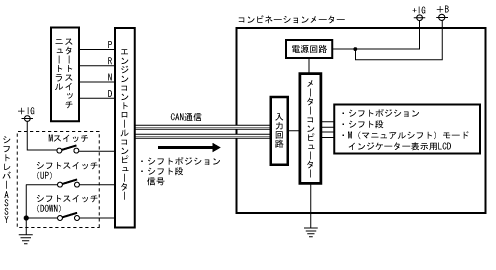 コンビネーションメーター
+IG
+B
ニュートラル
スタートスイッチ
P
R
N
D
エンジンコントロールコンピューター
電源回路
メーターコンピューター
入力回路
・シフトポジション
・シフト段
・M（マニュアルシフト）モード
インジケーター表示用LCD
+IG
Mスイッチ
シフトスイッチ
(UP)
シフトスイッチ
(DOWN)
シフトレバーASSY
CAN通信
・シフトポジション
・シフト段
信号